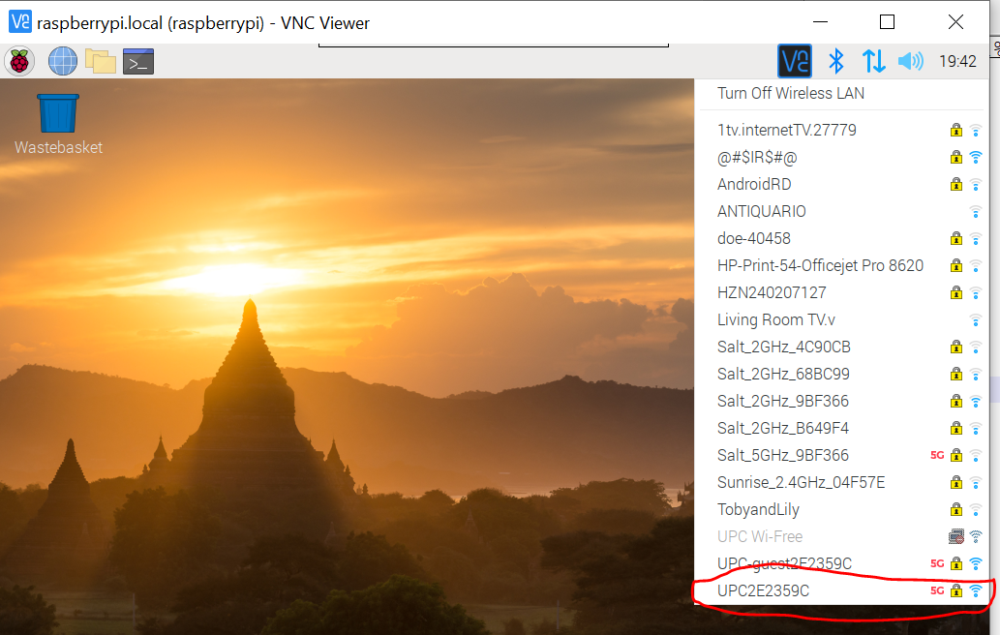 raspberrypi.local (raspberrypi) - VNC Viewer
19:42
Wastebasket
Turn Off Wireless LAN
1tv.internetTV.27779
@#$IR$#@
AndroidRD
ANTIQUARIO
doe-40458
HP-Print-54-Officejet Pro 8620
HZN240207127
Living Room TV.v
Salt_2GHz_4C90CB
Salt_2GHz_68BC99
Salt_2GHz_9BF366
Salt_2GHz_B649F4
Salt_5GHz_9BF366 5G
Sunrise_2.4GHz_04F57E
TobyandLily
UPC Wi-Free
UPC-guest2E2359C 5G
UPC2E2359C 5G